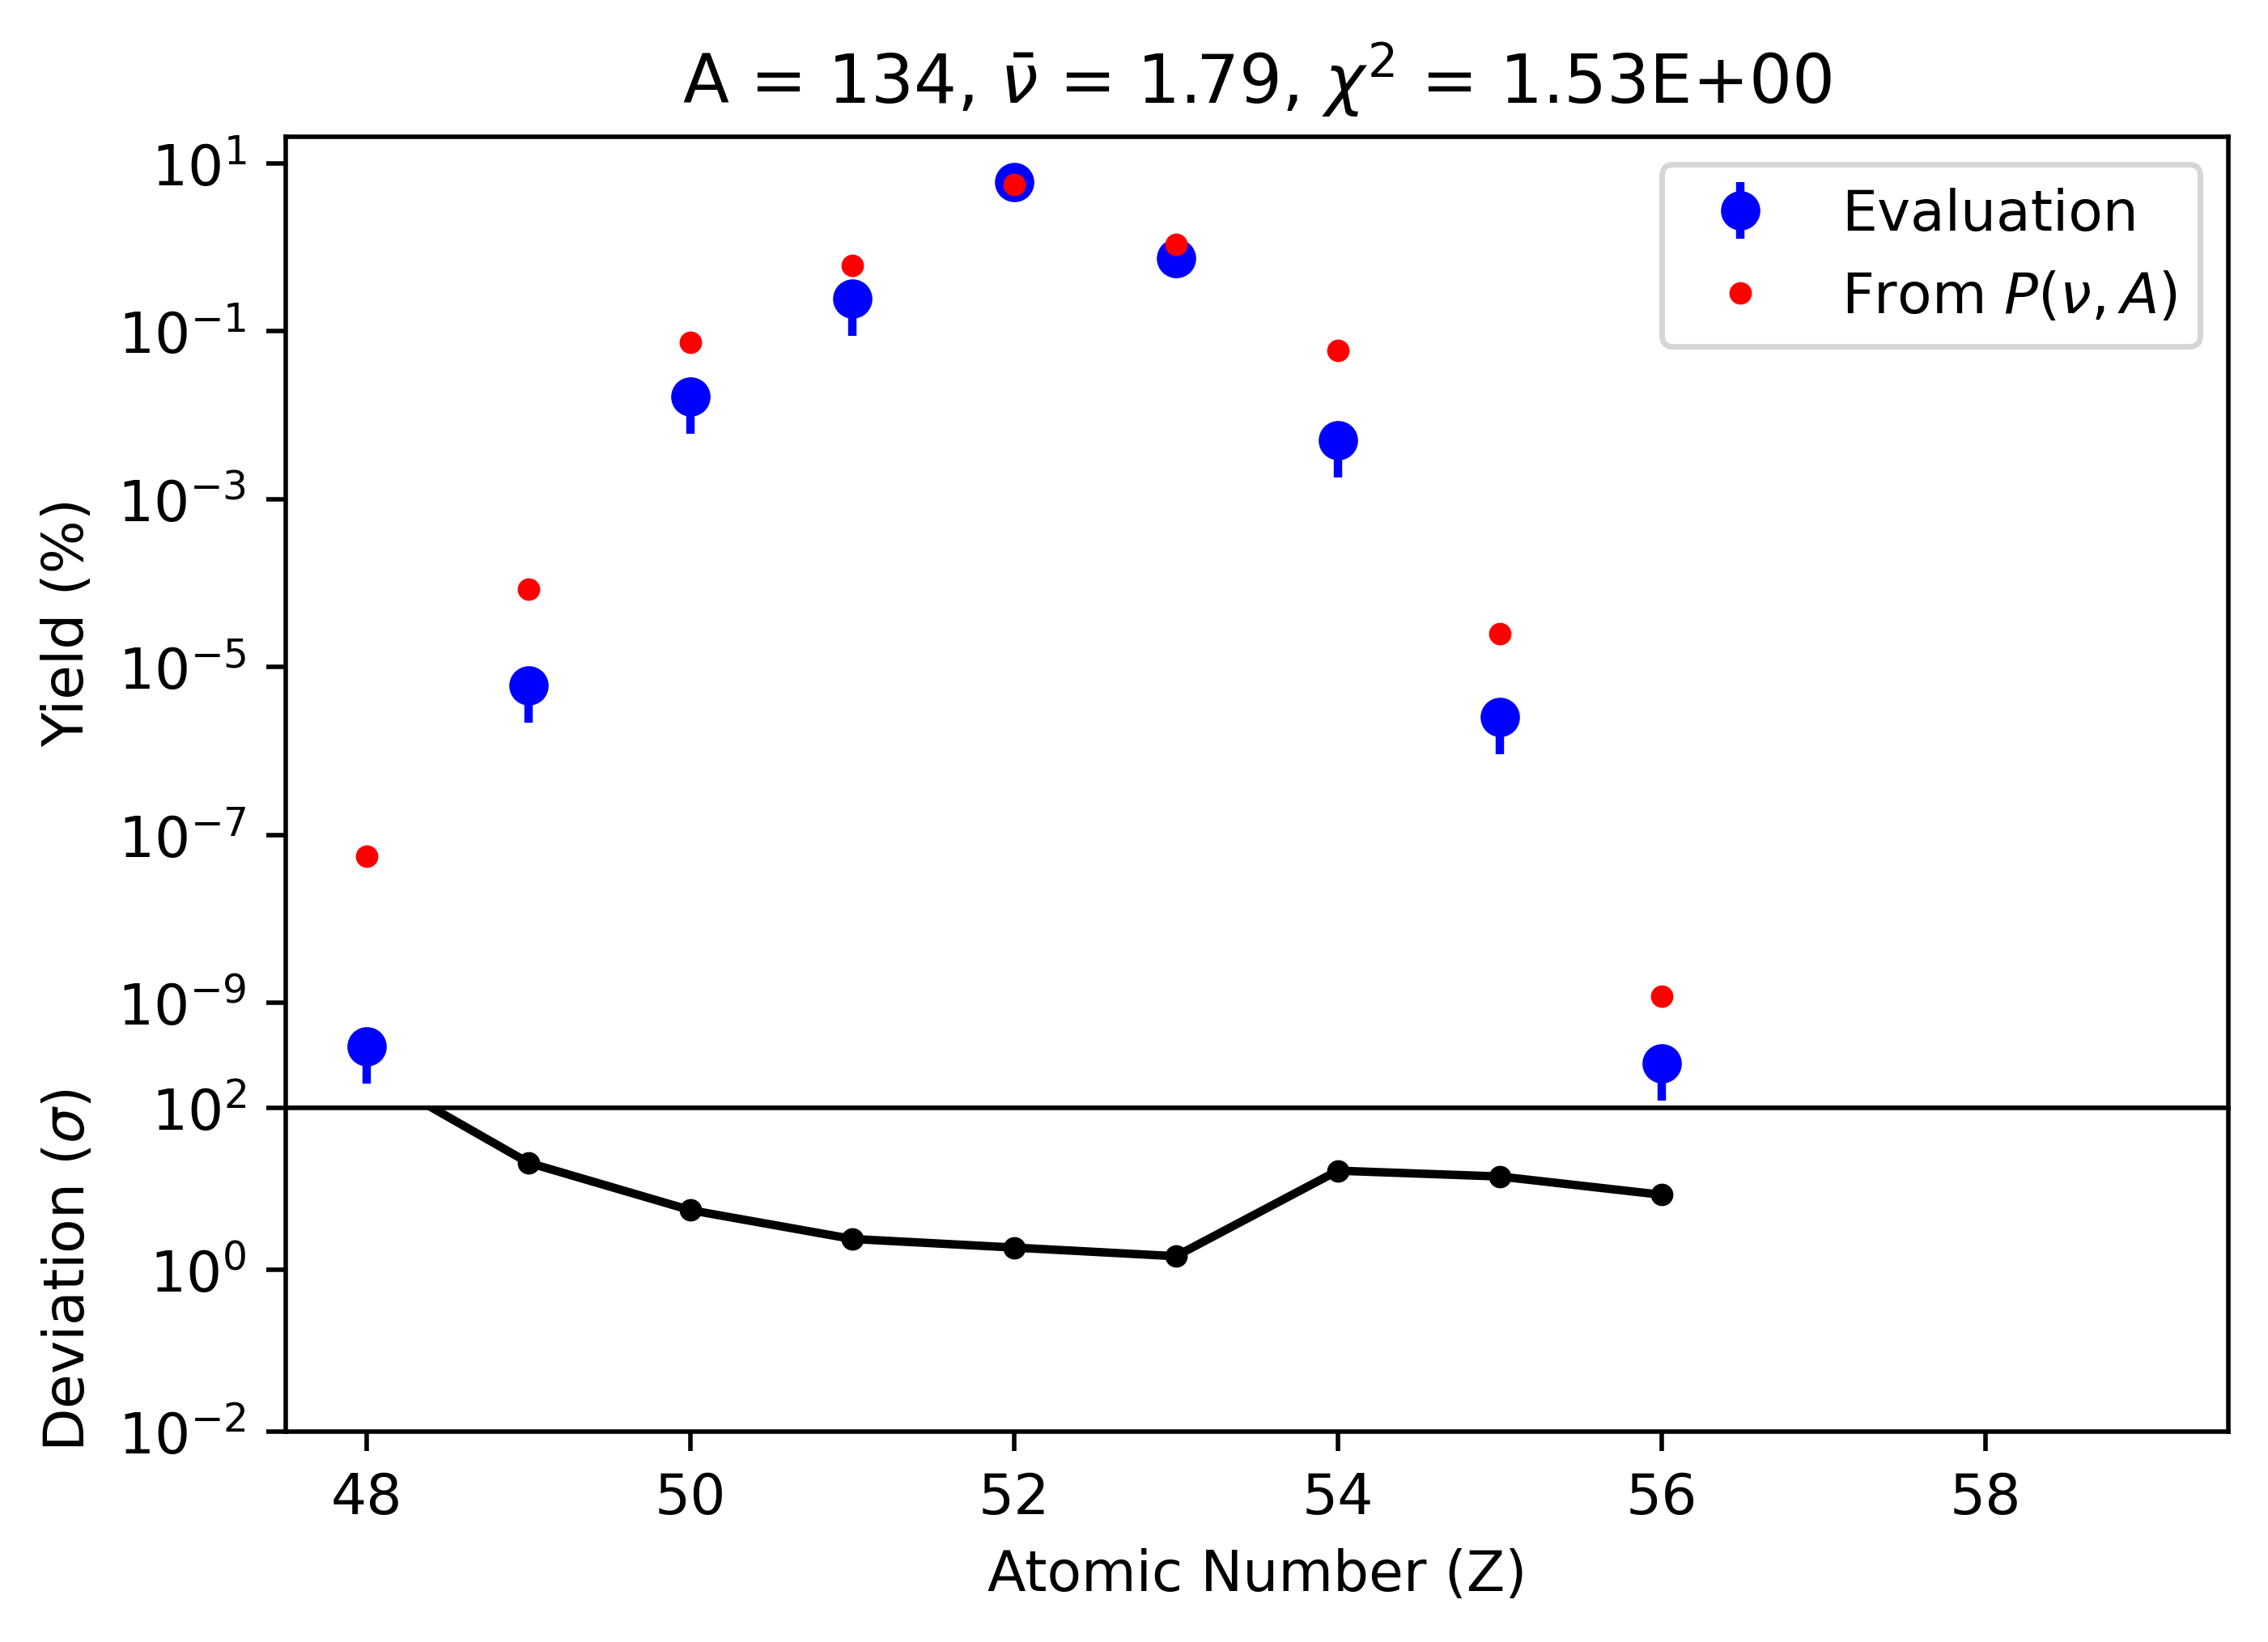 A = 134, ν̄ = 1.79, χ² = 1.53E+00
Evaluation
From P(ν, A)
Yield (%)
10¹
10⁻¹
10⁻³
10⁻⁵
10⁻⁷
10⁻⁹
Deviation (σ)
10²
10⁰
10⁻²
48 50 52 54 56 58
Atomic Number (Z)